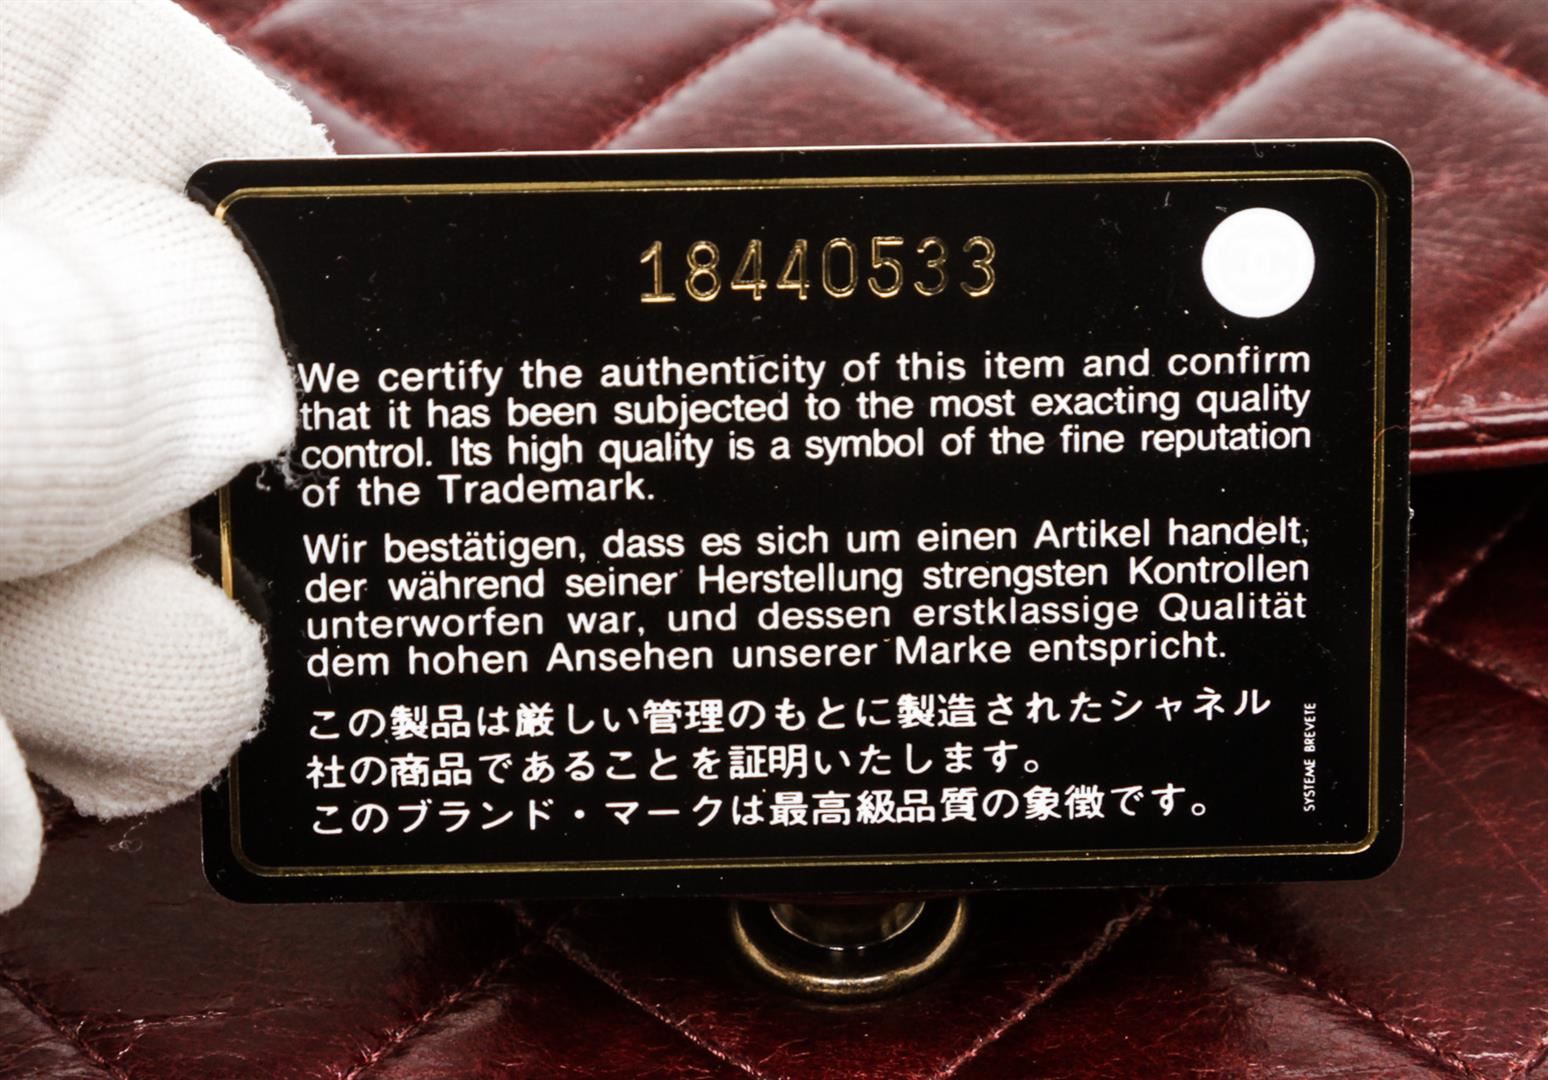 18440533
We certify the authenticity of this item and confirm
that it has been subjected to the most exacting quality
control. Its high quality is a symbol of the fine reputation
of the Trademark.
Wir bestätigen, dass es sich um einen Artikel handelt,
der während seiner Herstellung strengsten Kontrollen
unterworfen war, und dessen erstklassige Qualität
dem hohen Ansehen unserer Marke entspricht.
この製品は厳しい管理のもとに製造されたシャネル
社の商品であることを証明いたします。
このブランド・マークは最高級品質の象徴です。
SYSTEME BREVETE